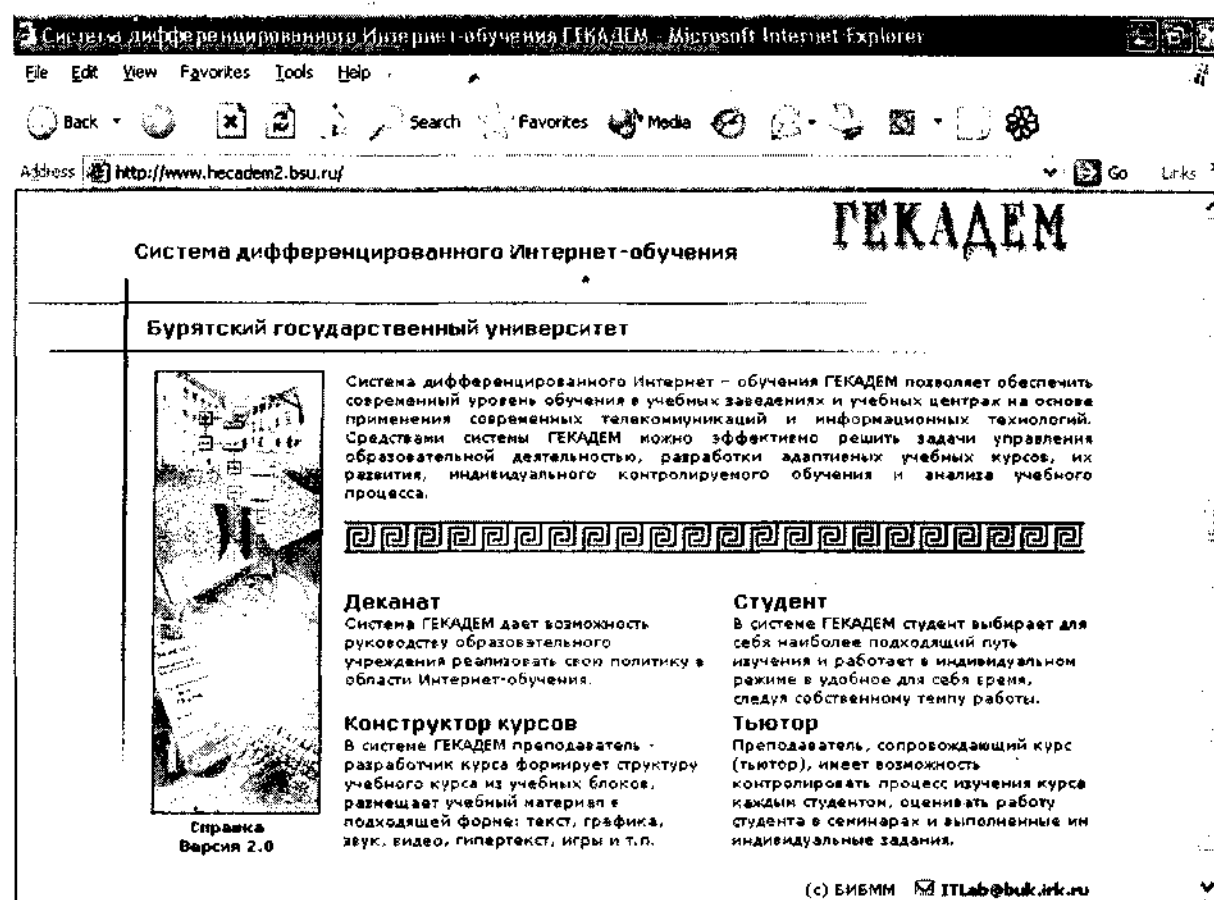 Система дифференцированного Интернет-обучения ГЕКАДЕМ - Microsoft Internet Explorer
File Edit View Favorites Tools Help
Back Search Favorites Media
Address http://www.hecadem2.bsu.ru/ Go Links
ГЕКАДЕМ
Система дифференцированного Интернет-обучения
Бурятский государственный университет
Система дифференцированного Интернет – обучения ГЕКАДЕМ позволяет обеспечить
современный уровень обучения в учебных заведениях и учебных центрах на основе
применения современных телекоммуникаций и информационных технологий.
Средствами системы ГЕКАДЕМ можно эффективно решить задачи управления
образовательной деятельностью, разработки адаптивных учебных курсов, их
развития, индивидуального контролируемого обучения и анализа учебного
процесса.
Деканат
Система ГЕКАДЕМ дает возможность
руководству образовательного
учреждения реализовать свою политику в
области Интернет-обучения.
Студент
В системе ГЕКАДЕМ студент выбирает для
себя наиболее подходящий путь
изучения и работает в индивидуальном
режиме в удобное для себя время,
следуя собственному темпу работы.
Конструктор курсов
В системе ГЕКАДЕМ преподаватель -
разработчик курса формирует структуру
учебного курса из учебных блоков,
размещает учебный материал в
подходящей форме: текст, графика,
звук, видео, гипертекст, игры и т.п.
Тьютор
Преподаватель, сопровождающий курс
(тьютор), имеет возможность
контролировать процесс изучения курса
каждым студентом, оценивать работу
студента в семинарах и выполненные им
индивидуальные задания.
Справка
Версия 2.0
(c) БИБММ ITLab@buk.irk.ru